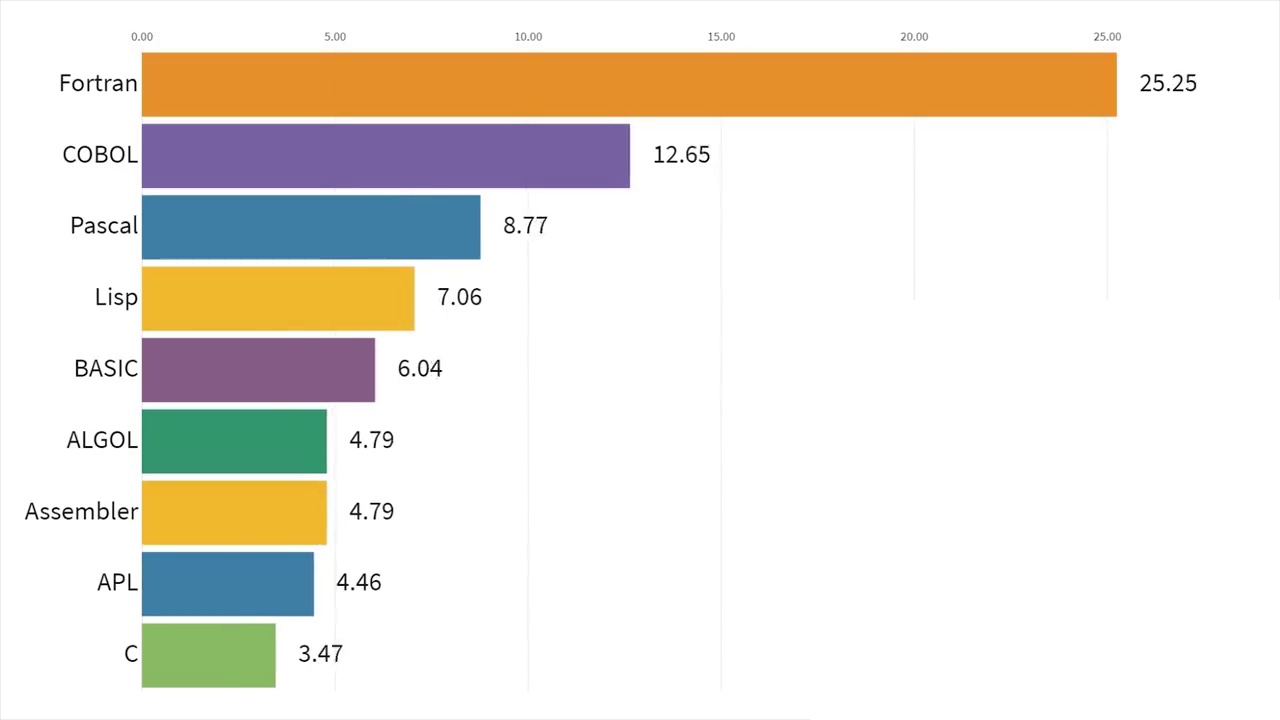 0.00 5.00 10.00 15.00 20.00 25.00
Fortran 25.25
COBOL 12.65
Pascal 8.77
Lisp 7.06
BASIC 6.04
ALGOL 4.79
Assembler 4.79
APL 4.46
C 3.47